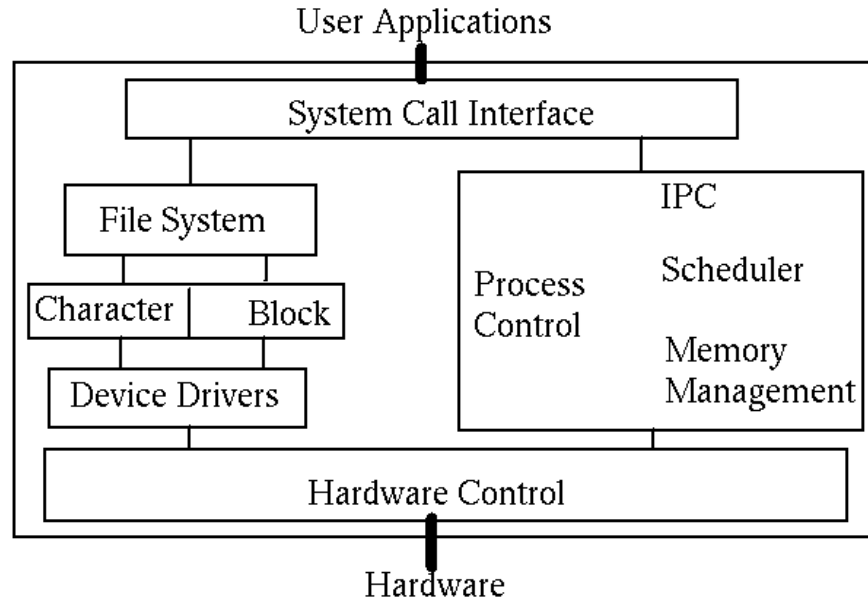 User Applications
System Call Interface
File System
Character
Block
Device Drivers
Process
Control
IPC
Scheduler
Memory
Management
Hardware Control
Hardware